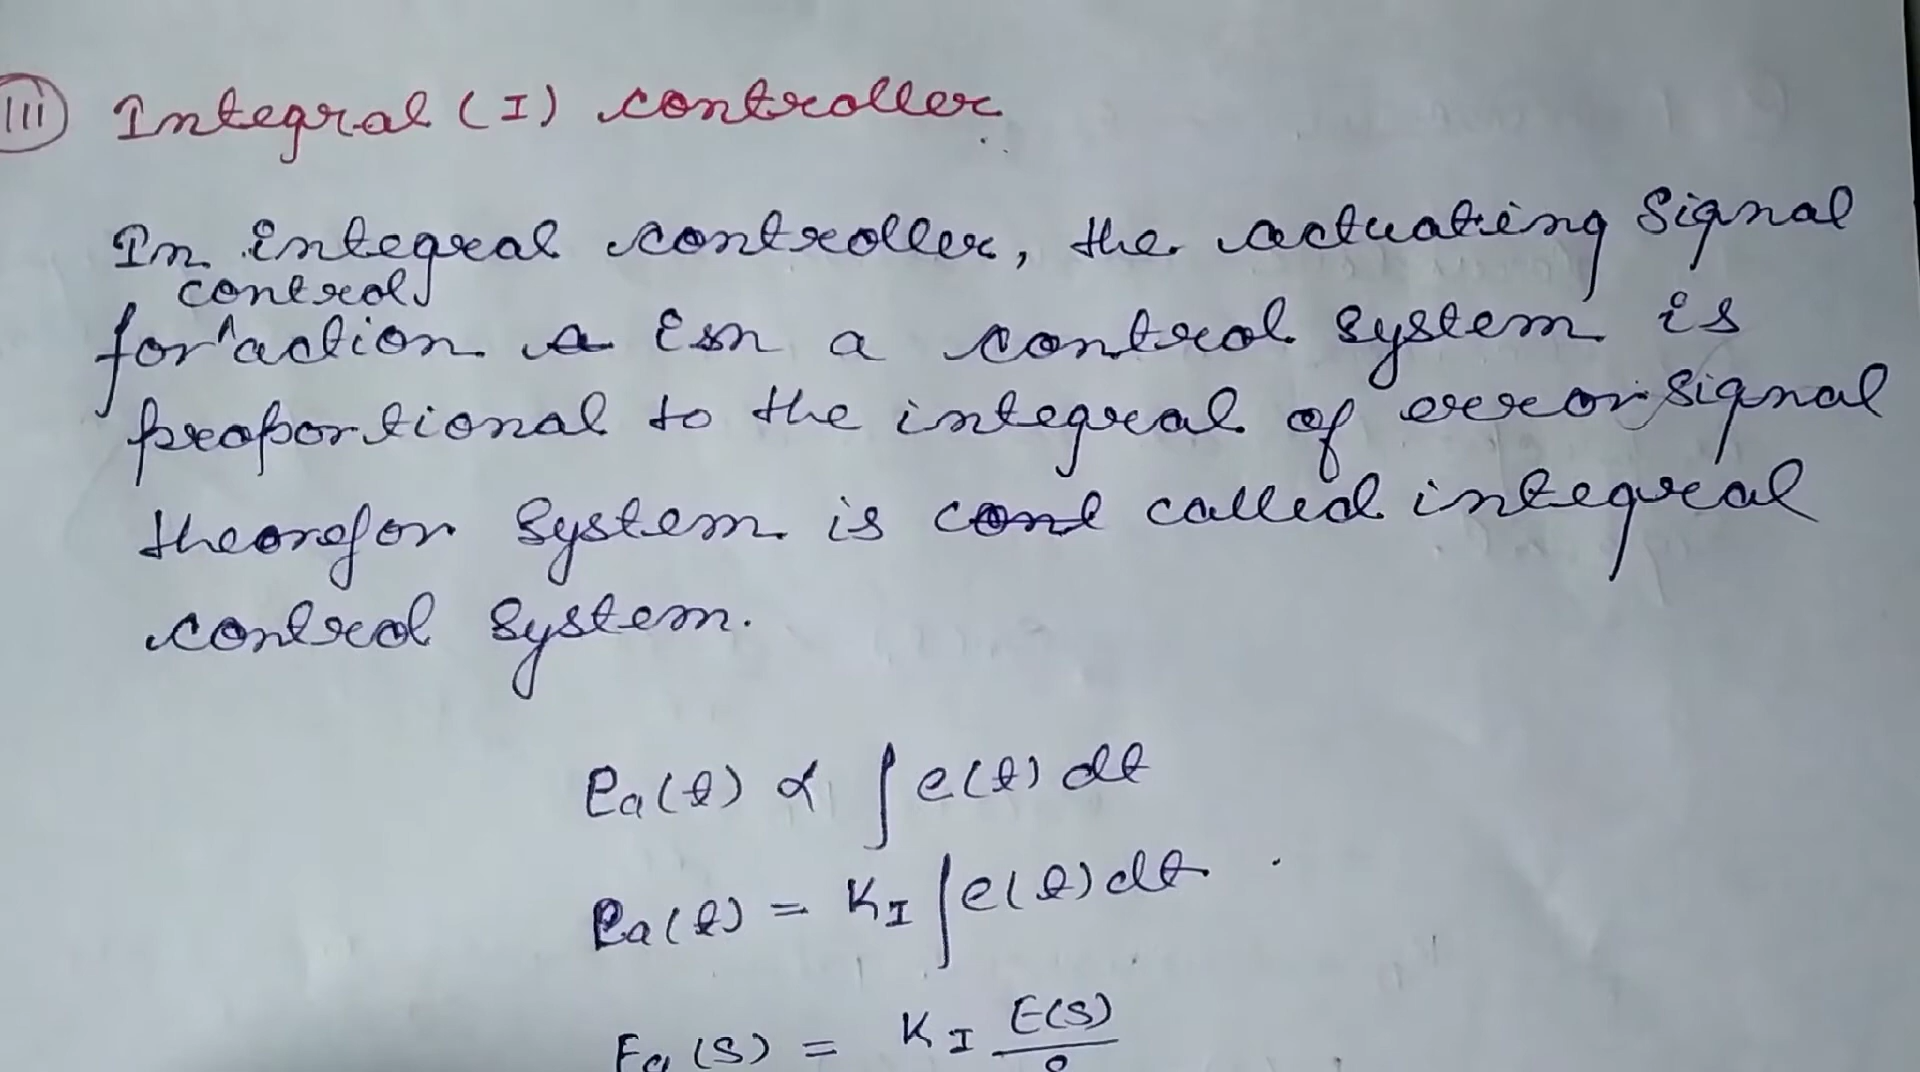 (iii) Integral (I) controller
In integral controller, the actuating signal
control
for ^ action in a control system is
proportional to the integral of error signal
theorefor system is called integral
control system.
ea(t) ∝ ∫ e(t) dt
ea(t) = KI ∫ e(t) dt
Ea(S) = KI E(S)/s